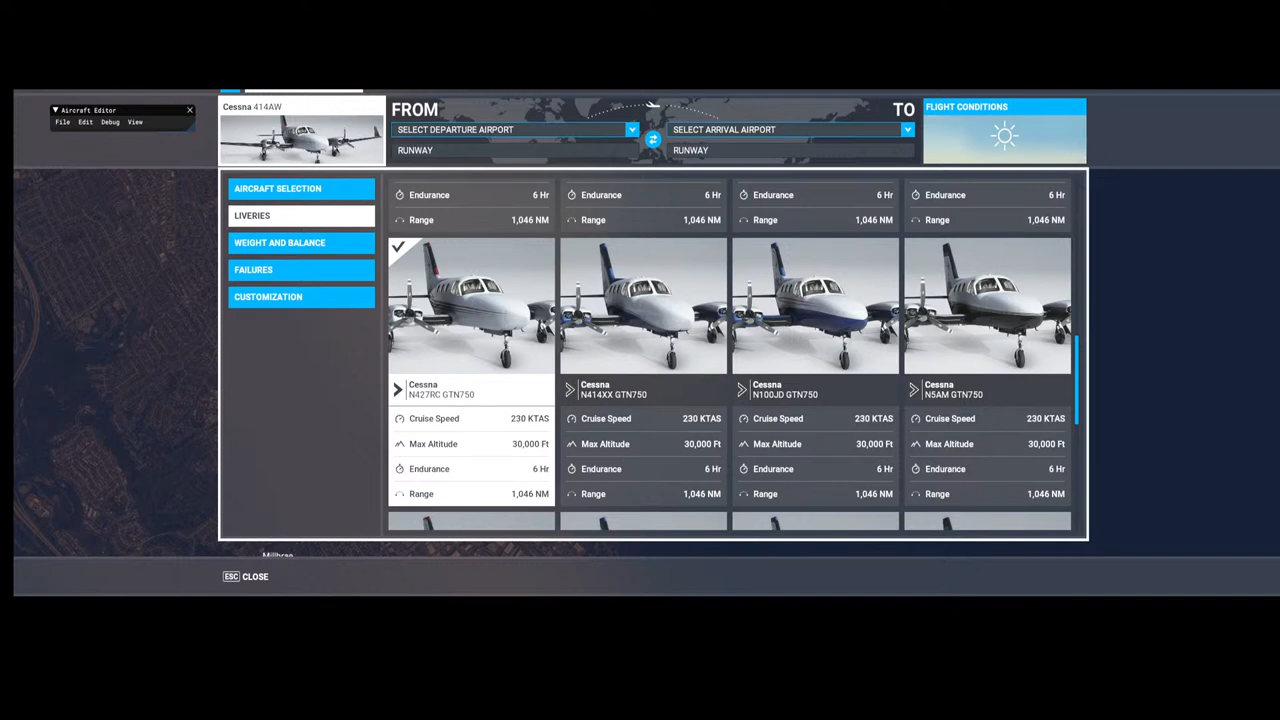 Aircraft Editor
File Edit Debug View
Cessna 414AW
FROM
TO
SELECT DEPARTURE AIRPORT
SELECT ARRIVAL AIRPORT
RUNWAY
RUNWAY
FLIGHT CONDITIONS
AIRCRAFT SELECTION
LIVERIES
WEIGHT AND BALANCE
FAILURES
CUSTOMIZATION
Endurance 6 Hr
Range 1,046 NM
Endurance 6 Hr
Range 1,046 NM
Endurance 6 Hr
Range 1,046 NM
Endurance 6 Hr
Range 1,046 NM
Cessna
N427RC GTN750
Cruise Speed 230 KTAS
Max Altitude 30,000 Ft
Endurance 6 Hr
Range 1,046 NM
Cessna
N414XX GTN750
Cruise Speed 230 KTAS
Max Altitude 30,000 Ft
Endurance 6 Hr
Range 1,046 NM
Cessna
N100JD GTN750
Cruise Speed 230 KTAS
Max Altitude 30,000 Ft
Endurance 6 Hr
Range 1,046 NM
Cessna
N5AM GTN750
Cruise Speed 230 KTAS
Max Altitude 30,000 Ft
Endurance 6 Hr
Range 1,046 NM
Millbrae
ESC CLOSE